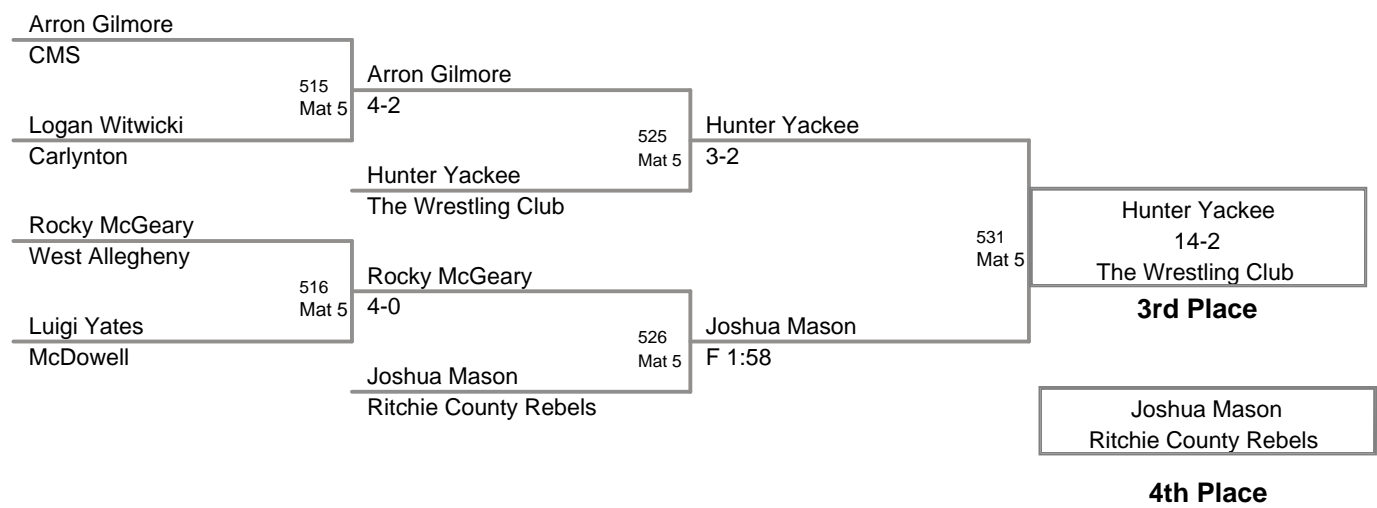 Arron Gilmore
CMS
515
Mat 5
Logan Witwicki
Carlynton
Arron Gilmore
4-2
525
Mat 5
Hunter Yackee
The Wrestling Club
Hunter Yackee
3-2
Rocky McGeary
West Allegheny
516
Mat 5
Luigi Yates
McDowell
Rocky McGeary
4-0
526
Mat 5
Joshua Mason
Ritchie County Rebels
Joshua Mason
F 1:58
531
Mat 5
Hunter Yackee
14-2
The Wrestling Club
3rd Place
Joshua Mason
Ritchie County Rebels
4th Place